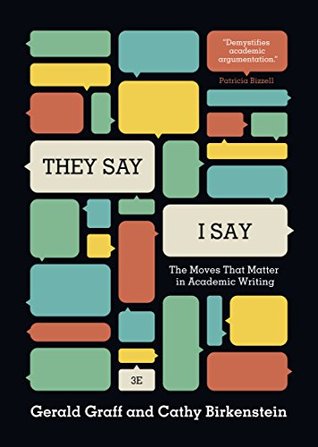 "Demystifies
academic
argumentation."
Patricia Bizzell
THEY SAY
I SAY
The Moves That Matter
in Academic Writing
3E
Gerald Graff and Cathy Birkenstein